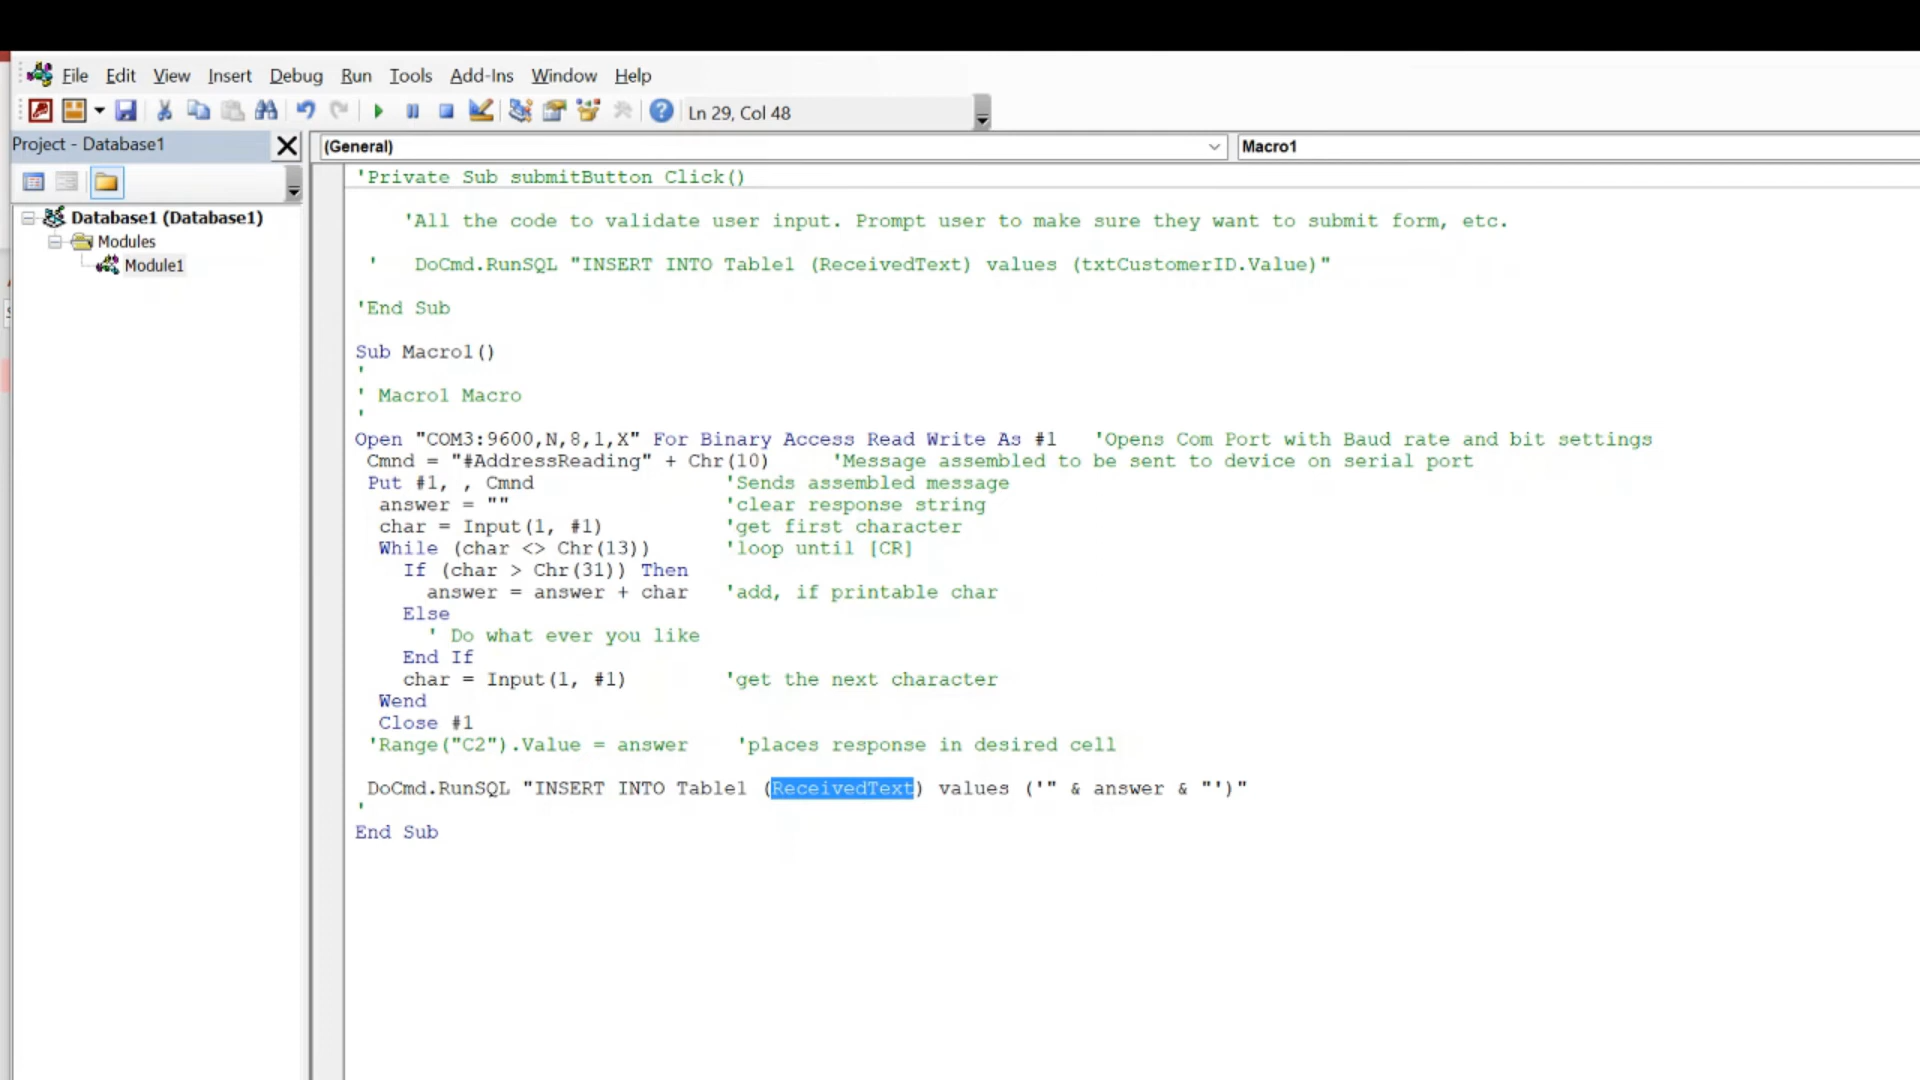 File Edit View Insert Debug Run Tools Add-Ins Window Help
Ln 29, Col 48
Project - Database1
(General)
Macro1
Database1 (Database1)
Modules
Module1
'Private Sub submitButton Click()
'All the code to validate user input. Prompt user to make sure they want to submit form, etc.
' DoCmd.RunSQL "INSERT INTO Table1 (ReceivedText) values (txtCustomerID.Value)"
'End Sub
Sub Macro1()
'
' Macro1 Macro
'
Open "COM3:9600,N,8,1,X" For Binary Access Read Write As #1 'Opens Com Port with Baud rate and bit settings
Cmnd = "#AddressReading" + Chr(10) 'Message assembled to be sent to device on serial port
Put #1, , Cmnd 'Sends assembled message
answer = "" 'clear response string
char = Input(1, #1) 'get first character
While (char <> Chr(13)) 'loop until [CR]
If (char > Chr(31)) Then
answer = answer + char 'add, if printable char
Else
' Do what ever you like
End If
char = Input(1, #1) 'get the next character
Wend
Close #1
'Range("C2").Value = answer 'places response in desired cell
DoCmd.RunSQL "INSERT INTO Table1 (ReceivedText) values ('" & answer & "')"
'
End Sub